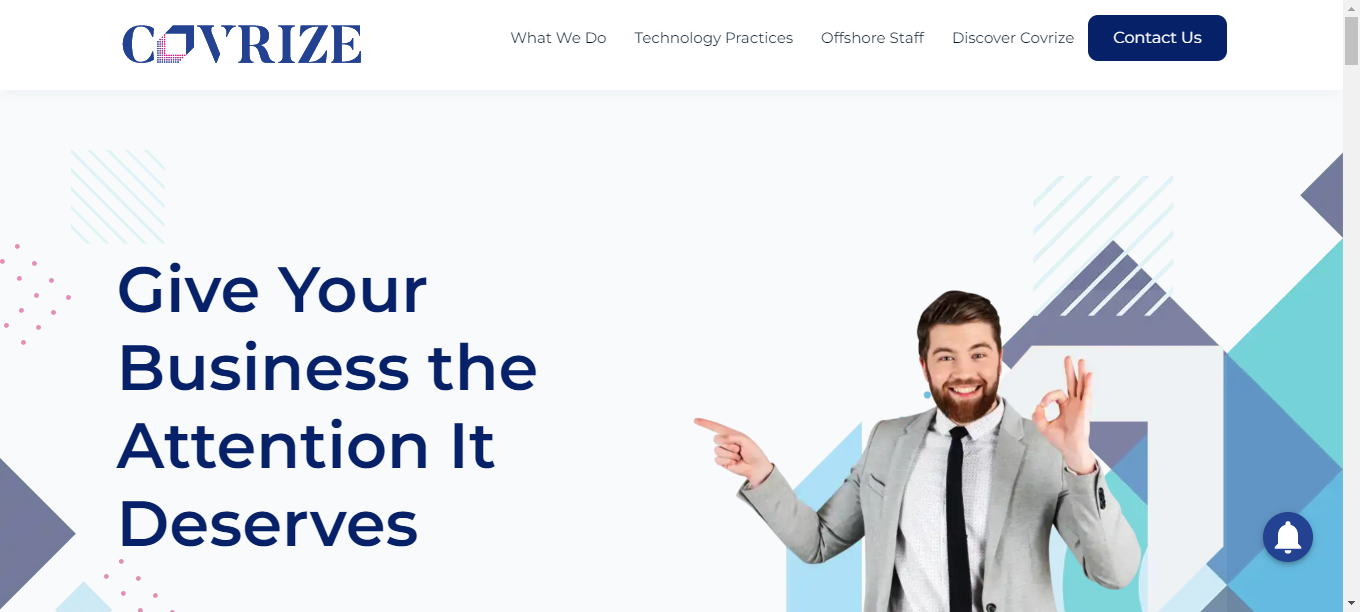 COVRIZE
What We Do
Technology Practices
Offshore Staff
Discover Covrize
Contact Us
Give Your
Business the
Attention It
Deserves